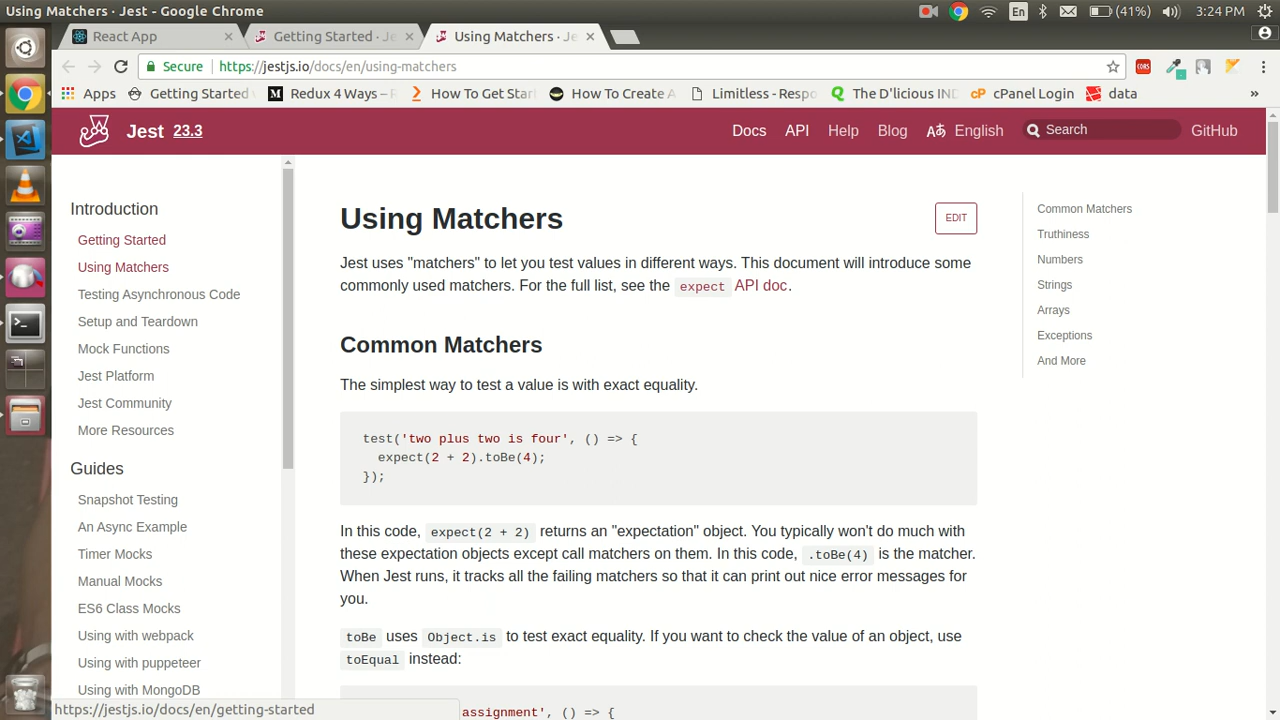 Using Matchers · Jest - Google Chrome
En
(41%)
3:24 PM
React App
Getting Started · Je
Using Matchers · Je
Secure
https://jestjs.io/docs/en/using-matchers
CORS
Apps
Getting Started
Redux 4 Ways –
How To Get Star
How To Create A
Limitless - Respo
The D'licious IND
cPanel Login
data
»
Jest 23.3
Docs
API
Help
Blog
English
Search
GitHub
Introduction
Getting Started
Using Matchers
Testing Asynchronous Code
Setup and Teardown
Mock Functions
Jest Platform
Jest Community
More Resources
Guides
Snapshot Testing
An Async Example
Timer Mocks
Manual Mocks
ES6 Class Mocks
Using with webpack
Using with puppeteer
Using with MongoDB
https://jestjs.io/docs/en/getting-started
Using Matchers
EDIT
Jest uses "matchers" to let you test values in different ways. This document will introduce some
commonly used matchers. For the full list, see the expect API doc.
Common Matchers
The simplest way to test a value is with exact equality.
test('two plus two is four', () => {
  expect(2 + 2).toBe(4);
});
In this code, expect(2 + 2) returns an "expectation" object. You typically won't do much with
these expectation objects except call matchers on them. In this code, .toBe(4) is the matcher.
When Jest runs, it tracks all the failing matchers so that it can print out nice error messages for
you.
toBe uses Object.is to test exact equality. If you want to check the value of an object, use
toEqual instead:
assignment', () => {
Common Matchers
Truthiness
Numbers
Strings
Arrays
Exceptions
And More